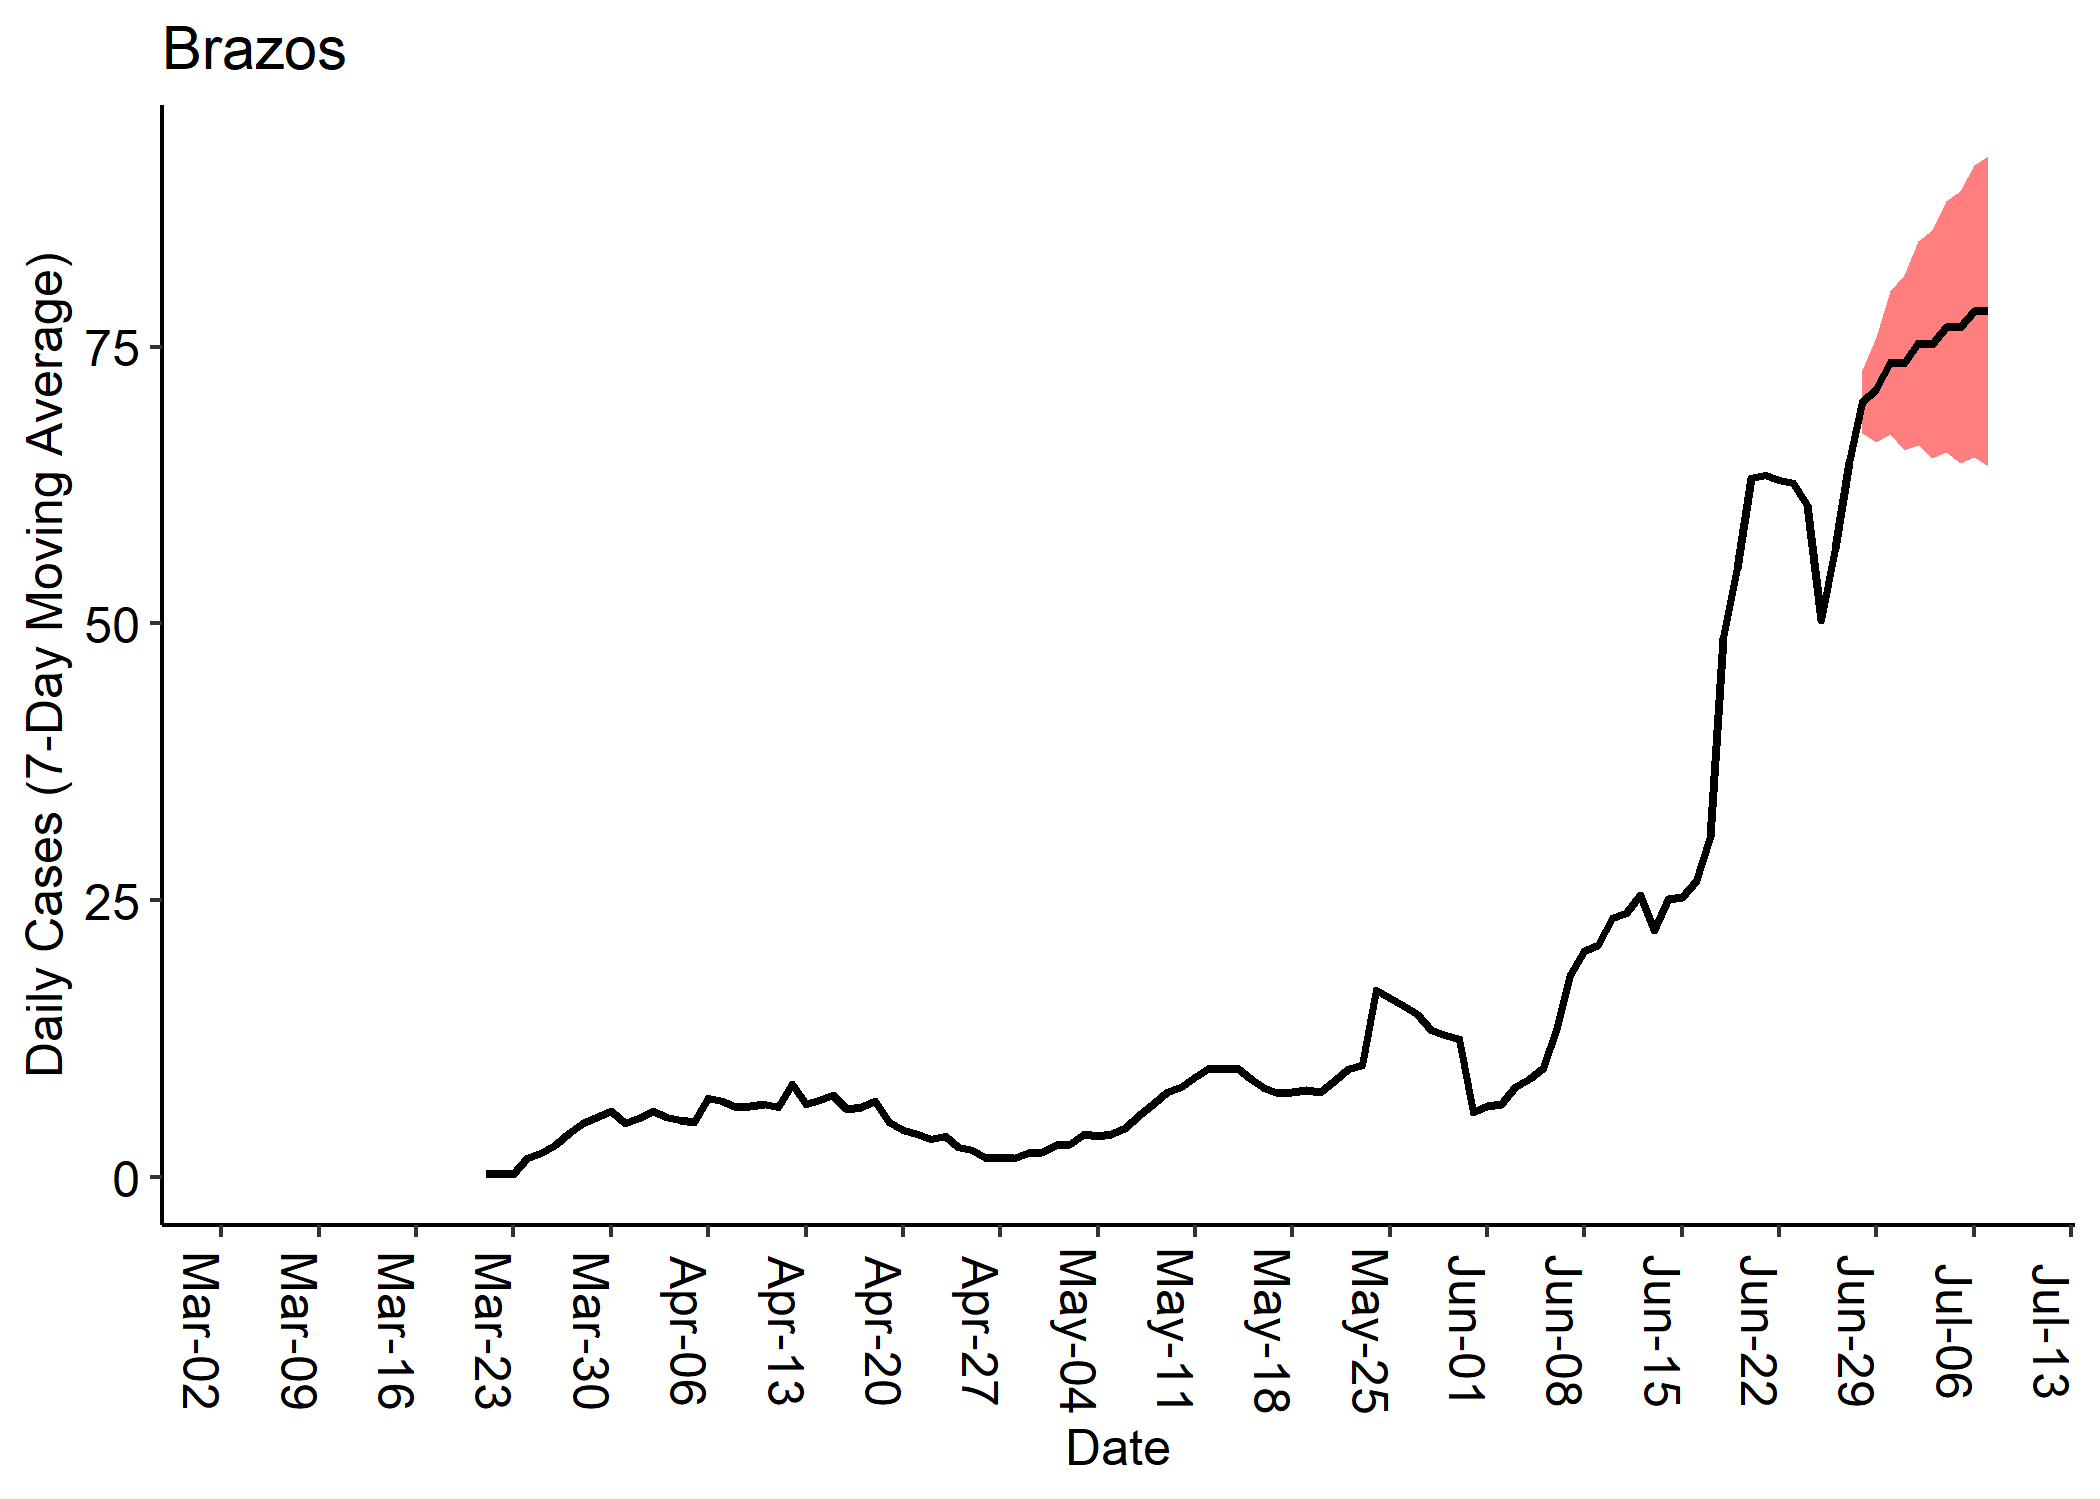 Brazos
Daily Cases (7-Day Moving Average)
75
50
25
0
Mar-02
Mar-09
Mar-16
Mar-23
Mar-30
Apr-06
Apr-13
Apr-20
Apr-27
May-04
May-11
May-18
May-25
Jun-01
Jun-08
Jun-15
Jun-22
Jun-29
Jul-06
Jul-13
Date